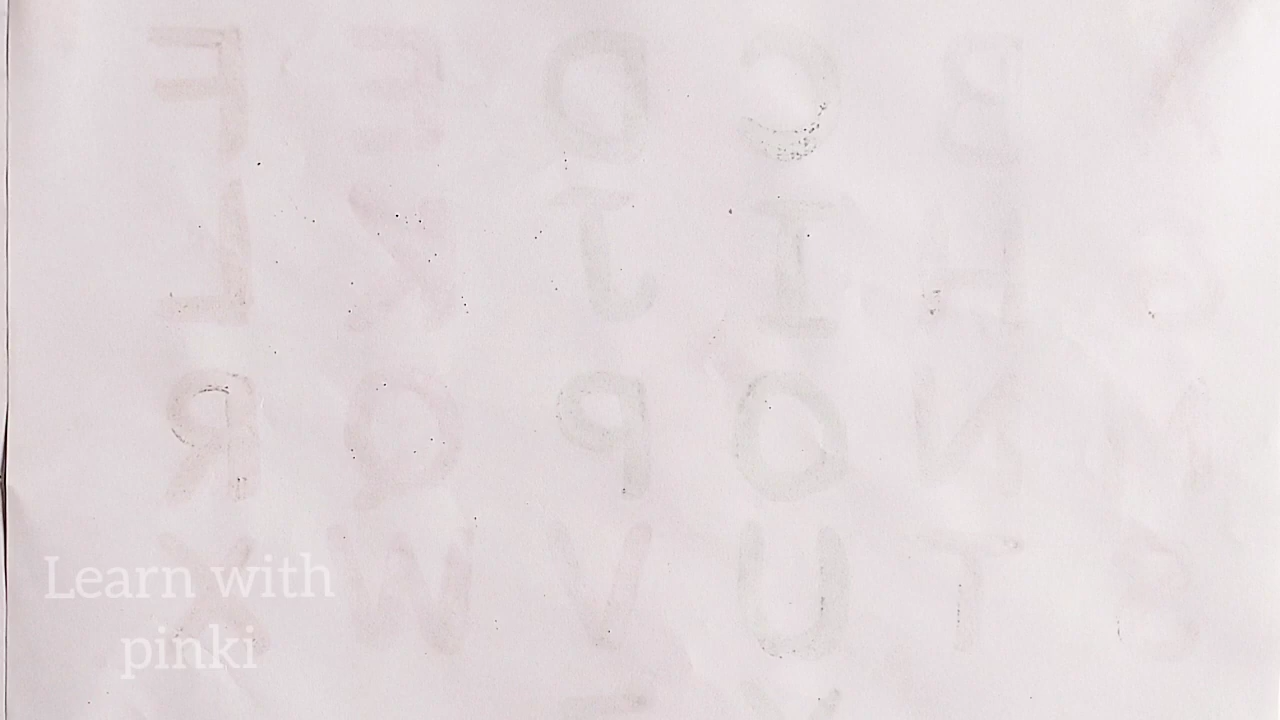 B C D E F
G H I J K L
M N O P Q R
S T U V W X
Learn with
pinki